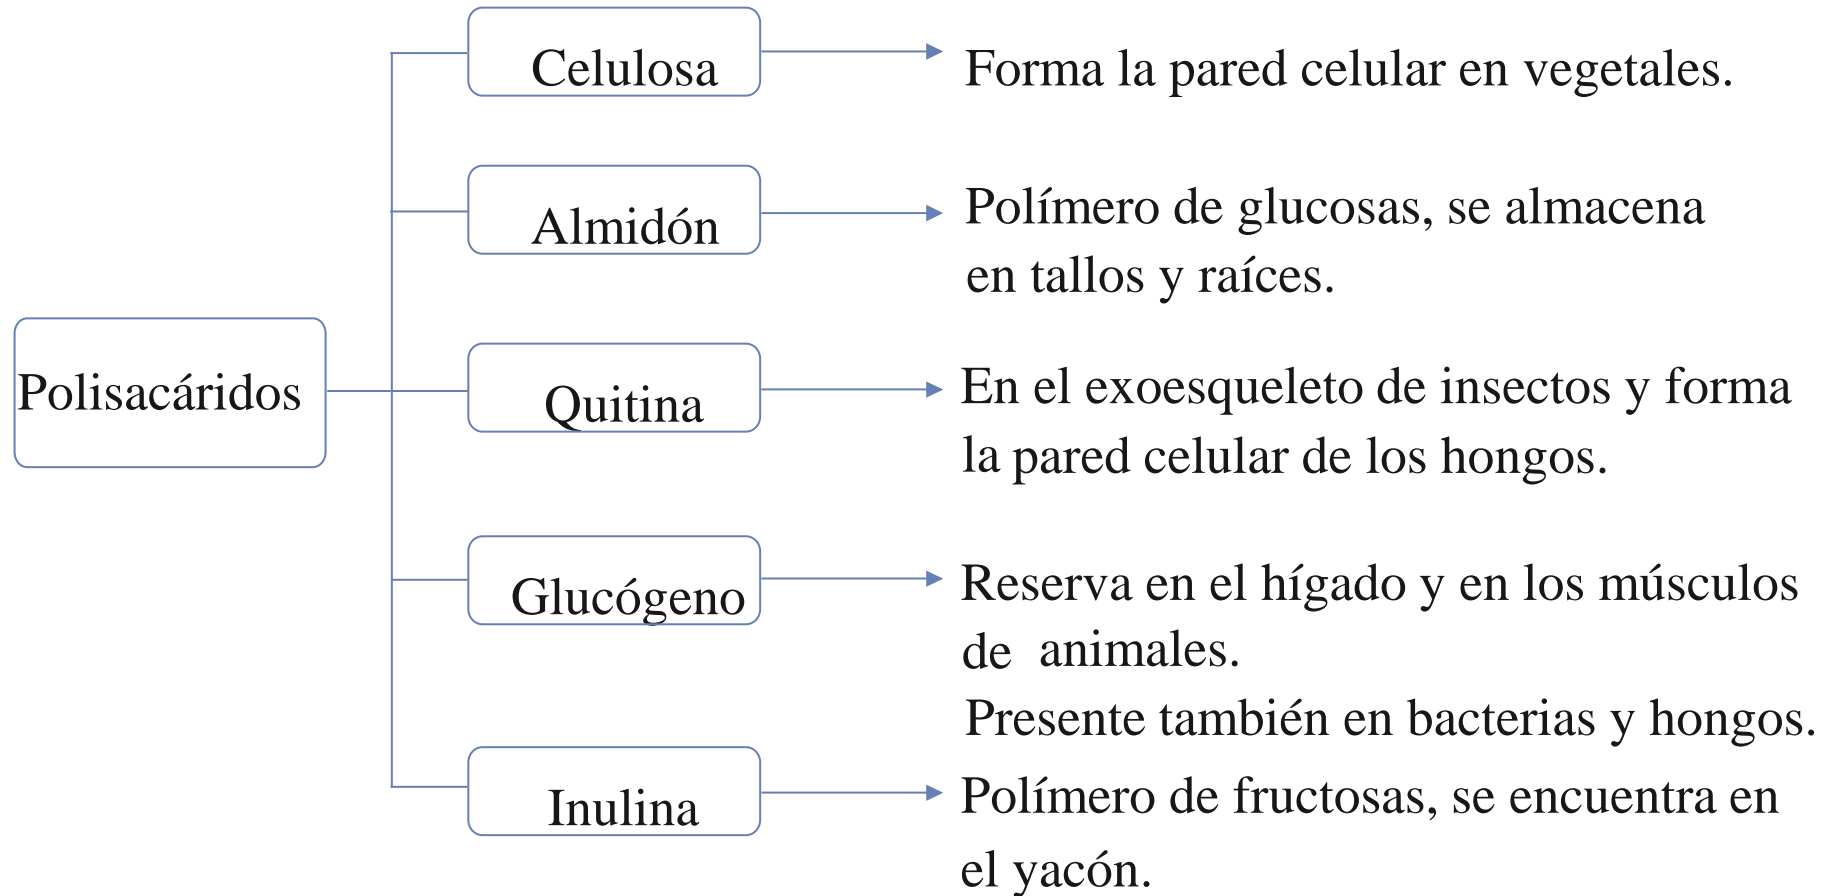 Celulosa
Forma la pared celular en vegetales.
Almidón
Polímero de glucosas, se almacena
en tallos y raíces.
Polisacáridos
Quitina
En el exoesqueleto de insectos y forma
la pared celular de los hongos.
Glucógeno
Reserva en el hígado y en los músculos
de animales.
Presente también en bacterias y hongos.
Inulina
Polímero de fructosas, se encuentra en
el yacón.